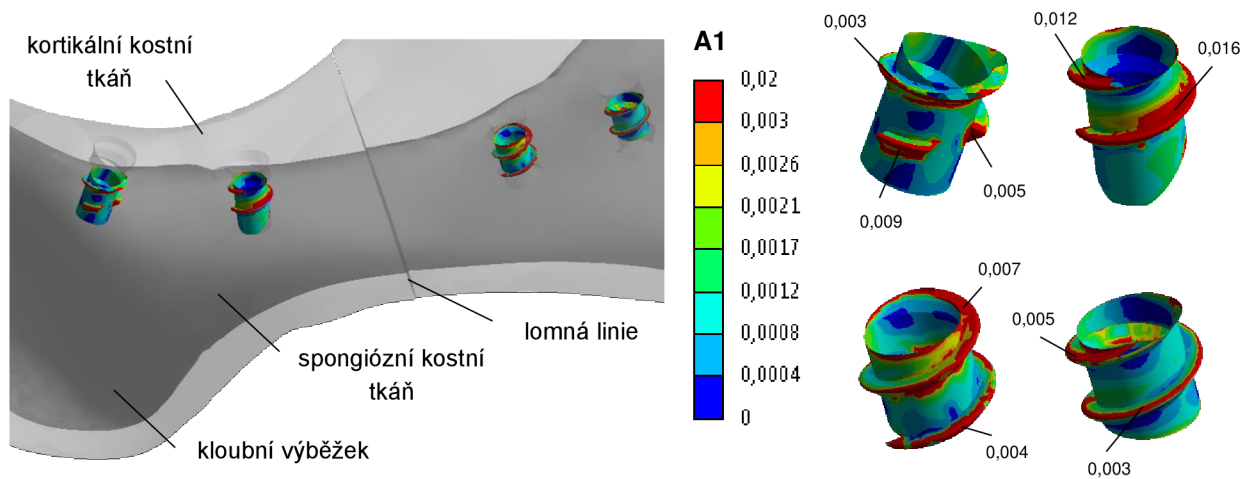 kortikální kostní
tkáň
lomná linie
spongiózní kostní
tkáň
kloubní výběžek
A1
0,02
0,003
0,0026
0,0021
0,0017
0,0012
0,0008
0,0004
0
0,003
0,009
0,005
0,012
0,016
0,007
0,004
0,005
0,003